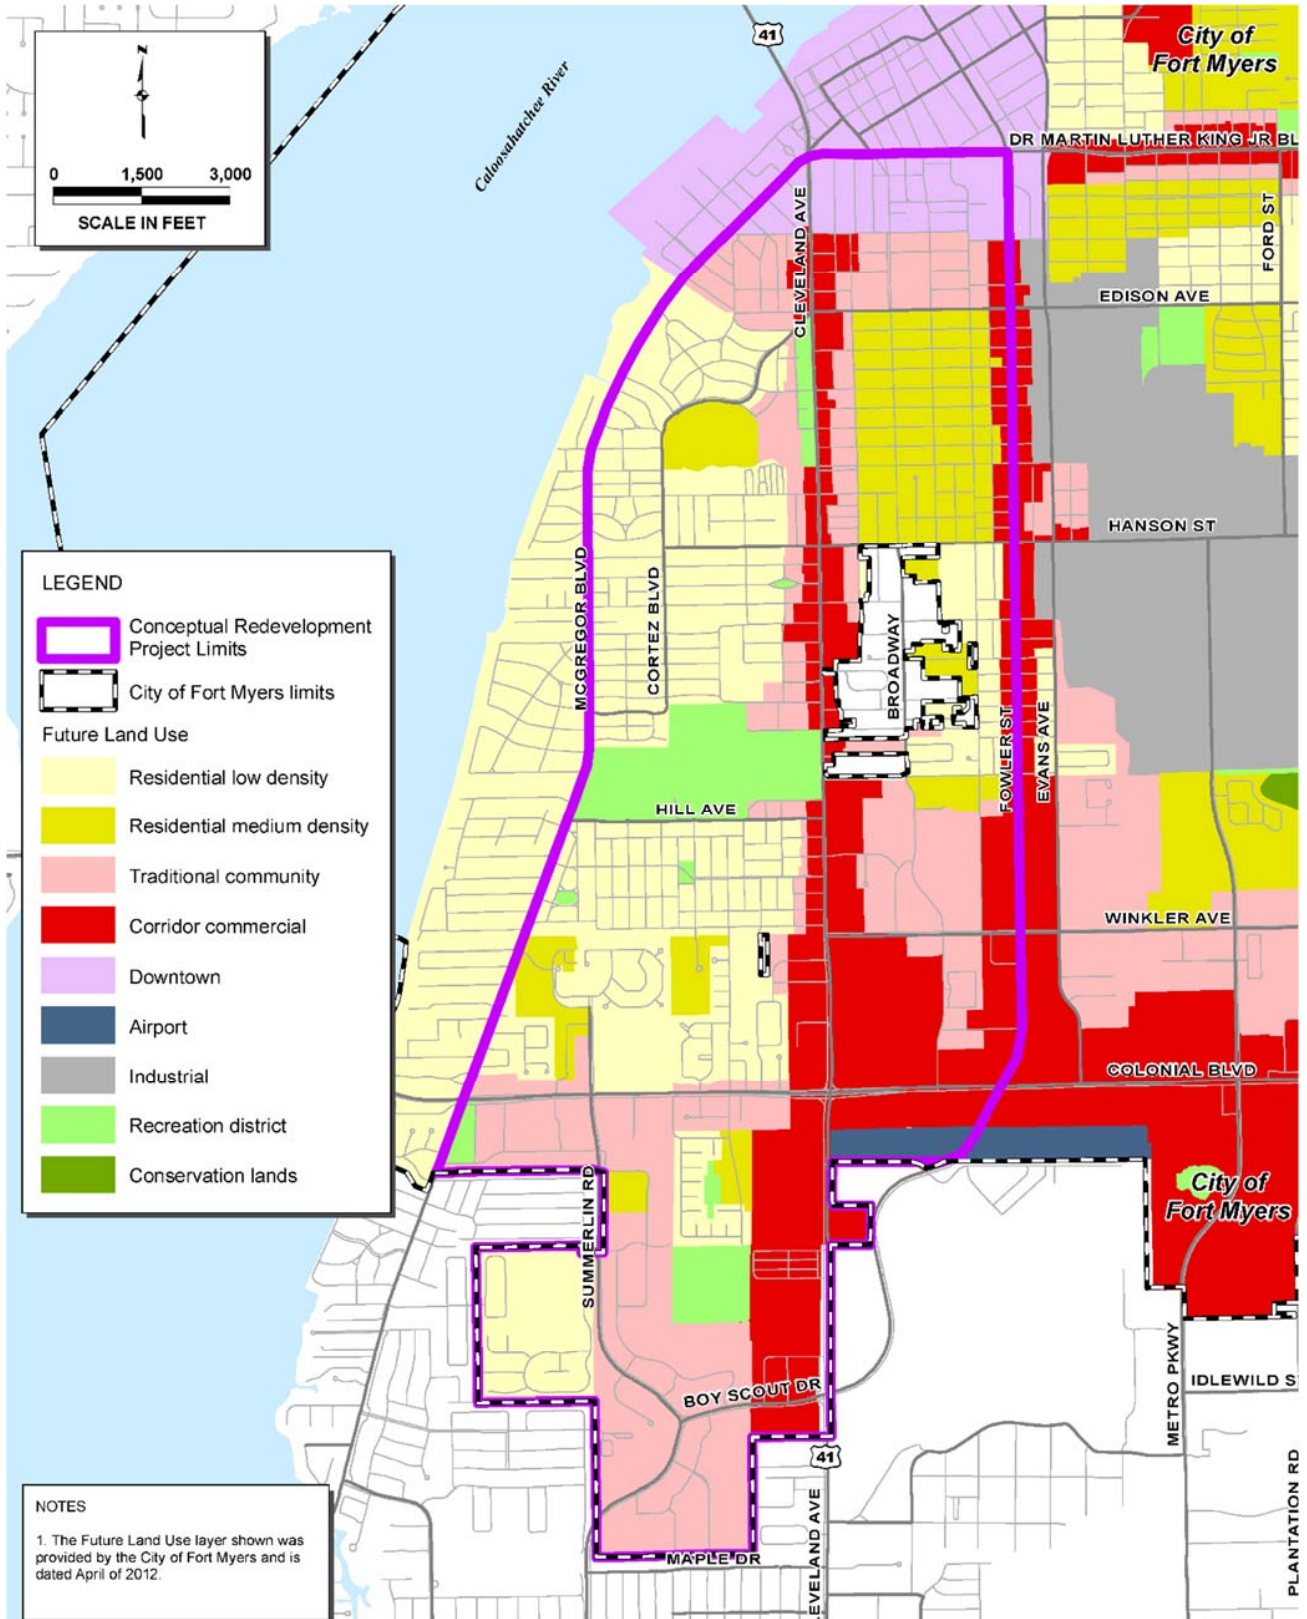 41
City of
Fort Myers
N
0 1,500 3,000
SCALE IN FEET
Caloosahatchee River
DR MARTIN LUTHER KING JR BL
CLEVELAND AVE
FORD ST
EDISON AVE
HANSON ST
MCGREGOR BLVD
CORTEZ BLVD
BROADWAY
FOWLER ST
EVANS AVE
HILL AVE
WINKLER AVE
COLONIAL BLVD
LEGEND
Conceptual Redevelopment
Project Limits
City of Fort Myers limits
Future Land Use
Residential low density
Residential medium density
Traditional community
Corridor commercial
Downtown
Airport
Industrial
Recreation district
Conservation lands
City of
Fort Myers
SUMMERLIN RD
BOY SCOUT DR
METRO PKWY
IDLEWILD S
41
PLANTATION RD
EVELAND AVE
MAPLE DR
NOTES
1. The Future Land Use layer shown was
provided by the City of Fort Myers and is
dated April of 2012.